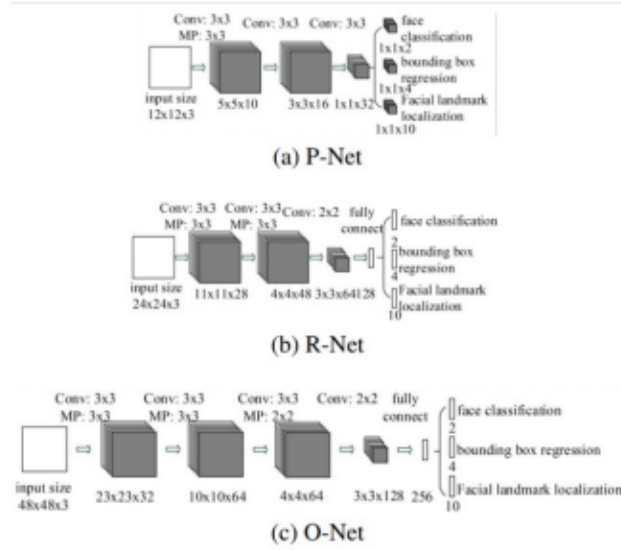 Conv: 3x3 Conv: 3x3 Conv: 3x3
MP: 3x3
face
classification
1x1x2
bounding box
regression
1x1x4
Facial landmark
localization
1x1x10
input size
12x12x3
5x5x10
3x3x16
1x1x32
(a) P-Net
Conv: 3x3 Conv: 3x3 Conv: 2x2 fully
connect
MP: 3x3 MP: 3x3
face classification
2
bounding box
regression
4
Facial landmark
localization
10
input size
24x24x3
11x11x28
4x4x48
3x3x64
128
(b) R-Net
Conv: 3x3 Conv: 3x3 Conv: 3x3 Conv: 2x2 fully
connect
MP: 3x3 MP: 3x3 MP: 2x2
face classification
2
bounding box regression
4
Facial landmark localization
10
input size
48x48x3
23x23x32
10x10x64
4x4x64
3x3x128
256
(c) O-Net